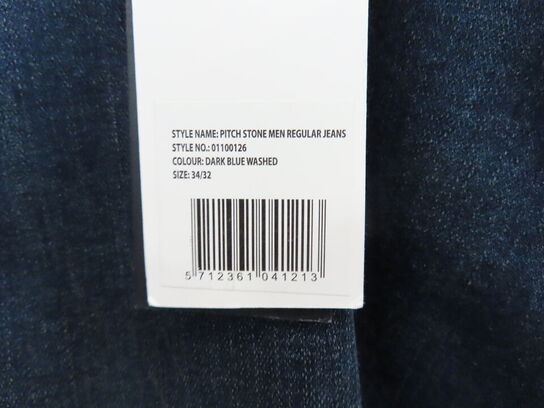 STYLE NAME: PITCH STONE MEN REGULAR JEANS
STYLE NO.: 01100126
COLOUR: DARK BLUE WASHED
SIZE: 34/32
5 712361 041213